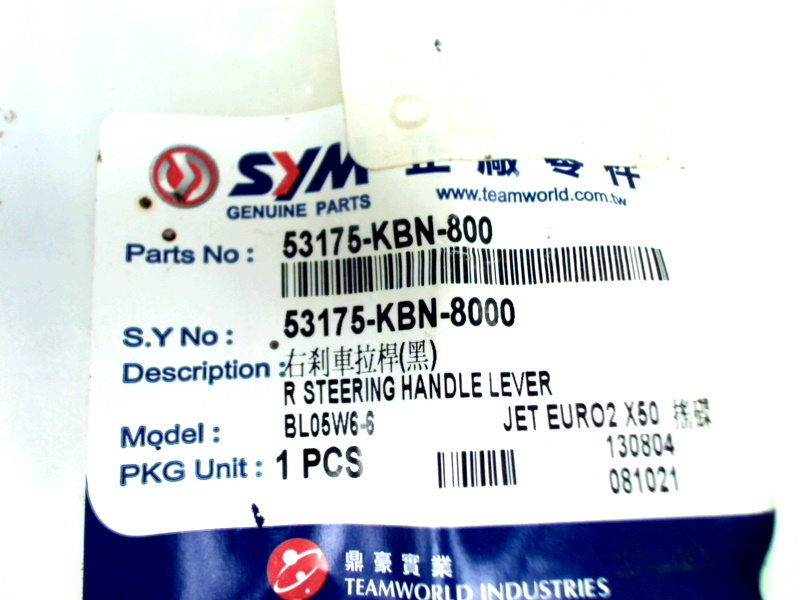 SYM 正廠零件
GENUINE PARTS www.teamworld.com.tw
Parts No : 53175-KBN-800
S.Y No : 53175-KBN-8000
Description : 右刹車拉桿(黑)
R STEERING HANDLE LEVER
Model : BL05W6-6 JET EURO2 X50
PKG Unit : 1 PCS 130804
081021
鼎豪實業
TEAMWORLD INDUSTRIES